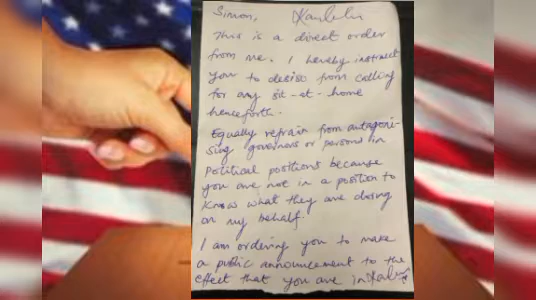 Simon,
This is a direct order
from me. I hereby instruct
you to desist from calling
for any sit-at-home
henceforth.
Equally refrain from antagoni-
sing governors or persons in
political positions because
you are not in a position to
know what they are doing
on my behalf.
I am ordering you to make
a public announcement to the
effect that you are in